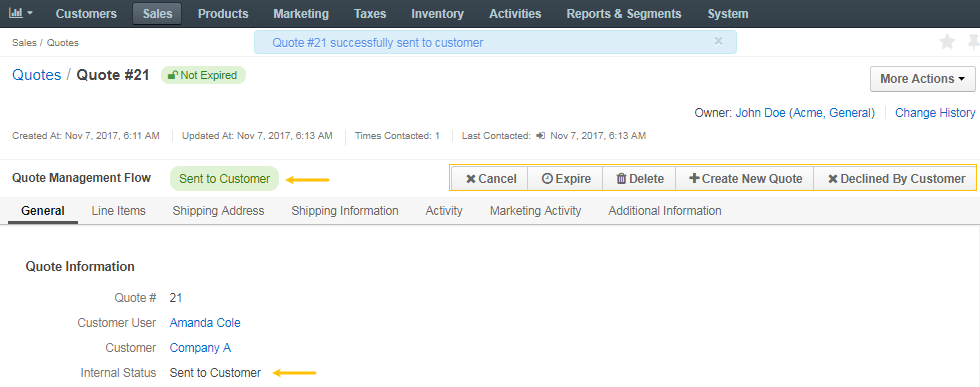 Customers Sales Products Marketing Taxes Inventory Activities Reports & Segments System
Sales / Quotes
Quote #21 successfully sent to customer ×
Quotes / Quote #21 Not Expired
More Actions
Owner: John Doe (Acme, General) Change History
Created At: Nov 7, 2017, 6:11 AM Updated At: Nov 7, 2017, 6:13 AM Times Contacted: 1 Last Contacted: Nov 7, 2017, 6:13 AM
Quote Management Flow Sent to Customer Cancel Expire Delete Create New Quote Declined By Customer
General Line Items Shipping Address Shipping Information Activity Marketing Activity Additional Information
Quote Information
Quote # 21
Customer User Amanda Cole
Customer Company A
Internal Status Sent to Customer